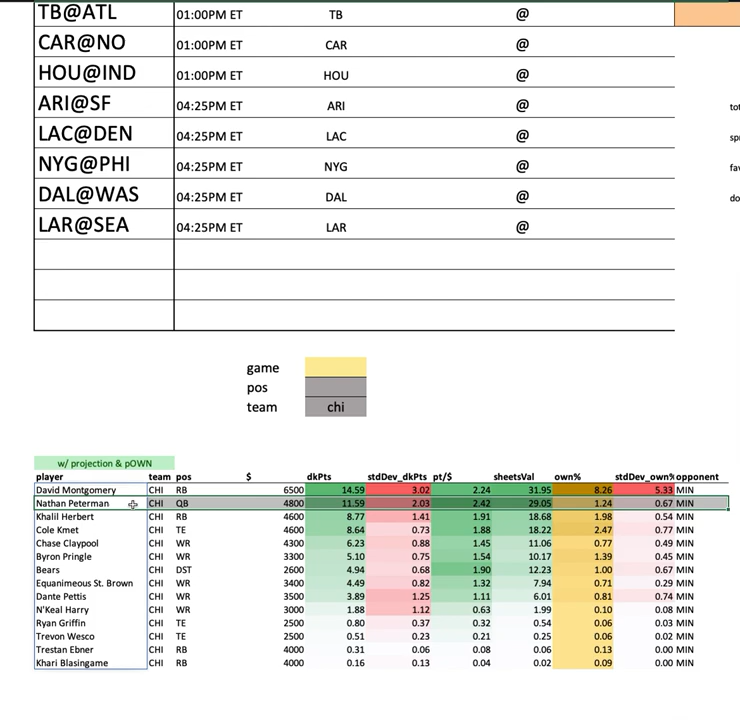 TB@ATL 01:00PM ET TB @
CAR@NO 01:00PM ET CAR @
HOU@IND 01:00PM ET HOU @
ARI@SF 04:25PM ET ARI @ tot
LAC@DEN 04:25PM ET LAC @ spr
NYG@PHI 04:25PM ET NYG @ fav
DAL@WAS 04:25PM ET DAL @ do
LAR@SEA 04:25PM ET LAR @
game
pos
team chi
w/ projection & pOWN
player team pos $ dkPts stdDev_dkPts pt/$ sheetsVal own% stdDev_own% opponent
David Montgomery CHI RB 6500 14.59 3.02 2.24 31.95 8.26 5.33 MIN
Nathan Peterman CHI QB 4800 11.59 2.03 2.42 29.05 1.24 0.67 MIN
Khalil Herbert CHI RB 4600 8.77 1.41 1.91 18.68 1.98 0.54 MIN
Cole Kmet CHI TE 4600 8.64 0.73 1.88 18.22 2.47 0.77 MIN
Chase Claypool CHI WR 4300 6.23 0.88 1.45 11.06 0.77 0.49 MIN
Byron Pringle CHI WR 3300 5.10 0.75 1.54 10.17 1.39 0.45 MIN
Bears CHI DST 2600 4.94 0.68 1.90 12.23 1.00 0.67 MIN
Equanimeous St. Brown CHI WR 3400 4.49 0.82 1.32 7.94 0.71 0.29 MIN
Dante Pettis CHI WR 3500 3.89 1.25 1.11 6.01 0.81 0.74 MIN
N'Keal Harry CHI WR 3000 1.88 1.12 0.63 1.99 0.10 0.08 MIN
Ryan Griffin CHI TE 2500 0.80 0.37 0.32 0.54 0.06 0.03 MIN
Trevon Wesco CHI TE 2500 0.51 0.23 0.21 0.25 0.06 0.02 MIN
Trestan Ebner CHI RB 4000 0.31 0.06 0.08 0.06 0.13 0.00 MIN
Khari Blasingame CHI RB 4000 0.16 0.13 0.04 0.02 0.09 0.00 MIN